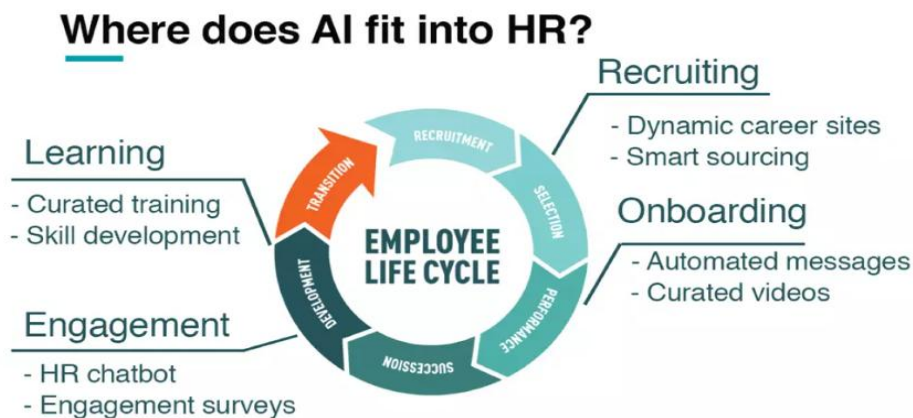 Where does AI fit into HR?
Recruiting
- Dynamic career sites
- Smart sourcing
Onboarding
- Automated messages
- Curated videos
Learning
- Curated training
- Skill development
Engagement
- HR chatbot
- Engagement surveys
EMPLOYEE
LIFE CYCLE
RECRUITMENT
SELECTION
PERFORMANCE
SUCCESSION
DEVELOPMENT
TRANSITION